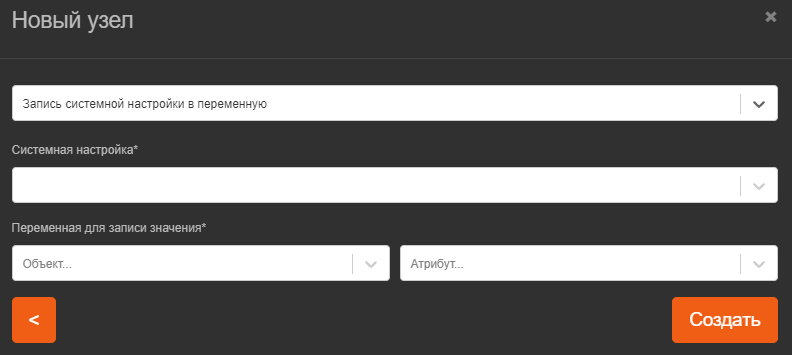 Новый узел
Запись системной настройки в переменную
Системная настройка*
Переменная для записи значения*
Объект... Атрибут...
< Создать